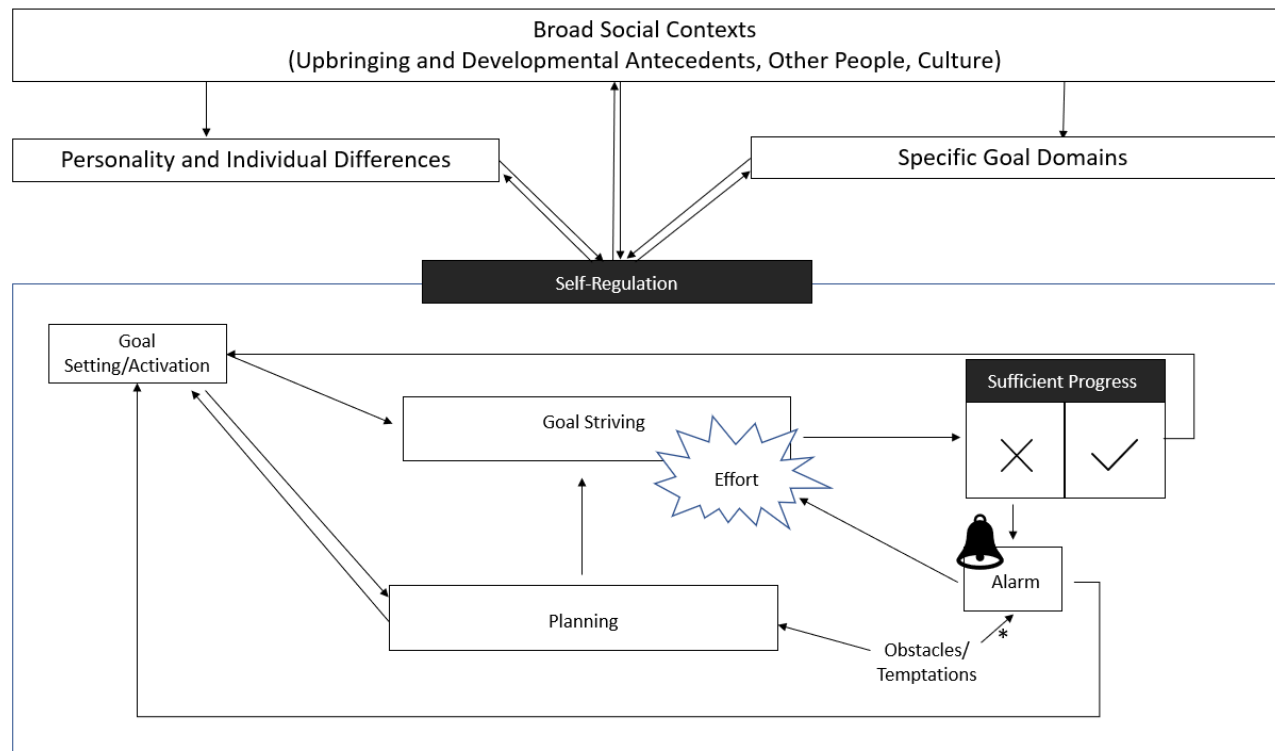 Broad Social Contexts
(Upbringing and Developmental Antecedents, Other People, Culture)
Personality and Individual Differences
Specific Goal Domains
Self-Regulation
Goal
Setting/Activation
Sufficient Progress
Goal Striving
Effort
Alarm
Planning
*
Obstacles/
Temptations